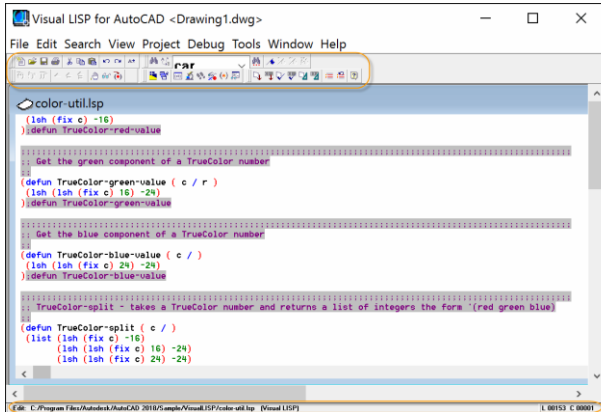 Visual LISP for AutoCAD <Drawing1.dwg>
File Edit Search View Project Debug Tools Window Help
car
color-util.lsp
(lsh (fix c) -16)
);defun TrueColor-red-value
;;;;;;;;;;;;;;;;;;;;;;;;;;;;;;;;;;;;;;;;;;;;;;;;;;;;;;;;;;;;;;;;;;;;;;;;;;;;;;
;; Get the green component of a TrueColor number
;;
(defun TrueColor-green-value ( c / r )
(lsh (lsh (fix c) 16) -24)
);defun TrueColor-green-value
;;;;;;;;;;;;;;;;;;;;;;;;;;;;;;;;;;;;;;;;;;;;;;;;;;;;;;;;;;;;;;;;;;;;;;;;;;;;;;
;; Get the blue component of a TrueColor number
;;
(defun TrueColor-blue-value ( c / )
(lsh (lsh (fix c) 24) -24)
);defun TrueColor-blue-value
;;;;;;;;;;;;;;;;;;;;;;;;;;;;;;;;;;;;;;;;;;;;;;;;;;;;;;;;;;;;;;;;;;;;;;;;;;;;;;
;; TrueColor-split - takes a TrueColor number and returns a list of integers the form '(red green blue)
;;
(defun TrueColor-split ( c / )
(list (lsh (fix c) -16)
(lsh (lsh (fix c) 16) -24)
(lsh (lsh (fix c) 24) -24)
Edit: C:/Program Files/Autodesk/AutoCAD 2018/Sample/VisualLISP/color-util.lsp (Visual LISP) L 00153 C 00001